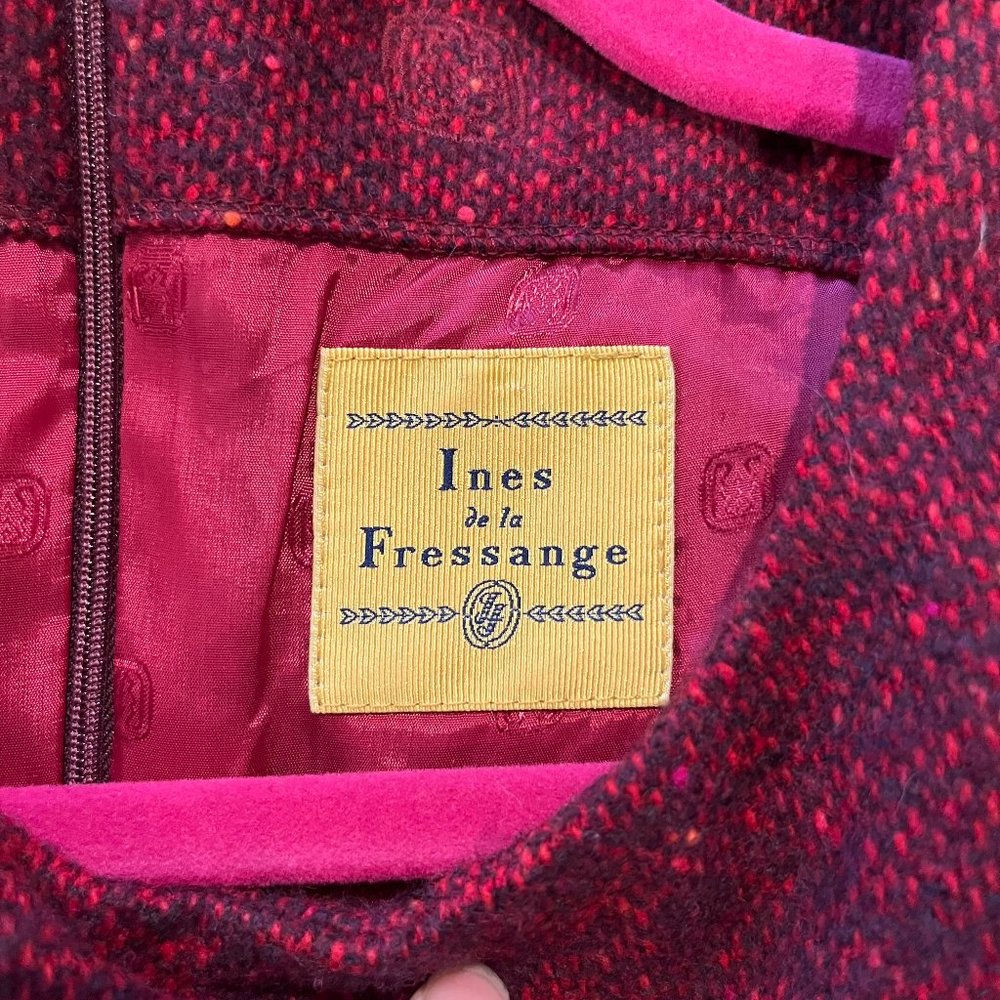 Ines
de la
Fressange